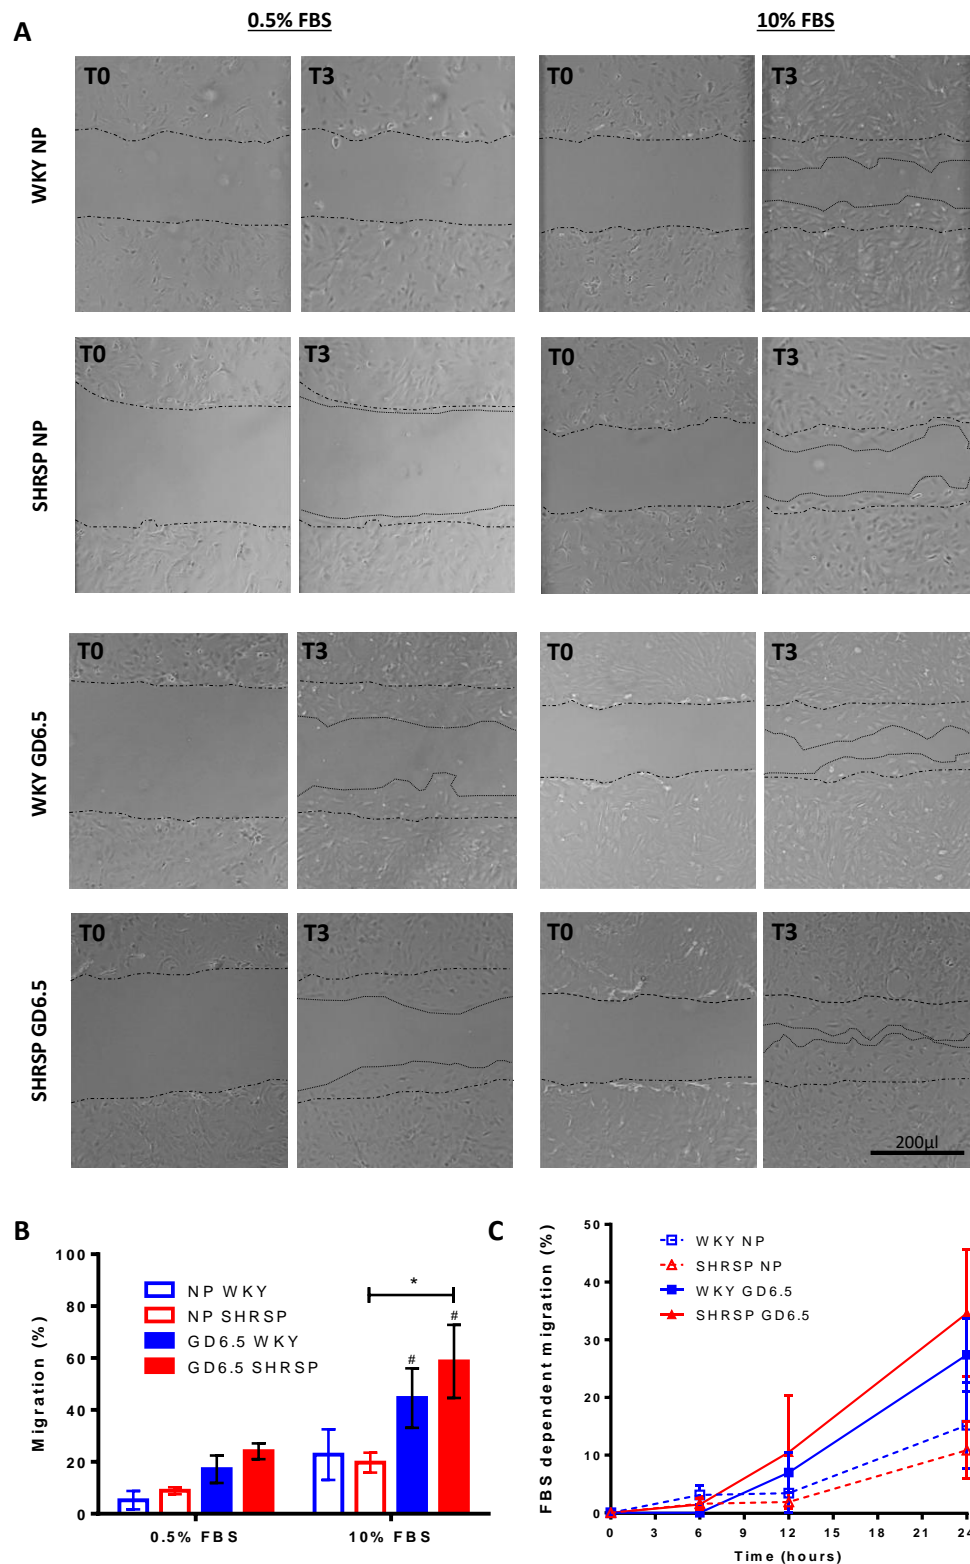 0.5% FBS
10% FBS
A
WKY NP
T0
T3
T0
T3
SHRSP NP
T0
T3
T0
T3
WKY GD6.5
T0
T3
T0
T3
SHRSP GD6.5
T0
T3
T0
T3
200µl
B
Migration (%)
100
80
60
40
20
0
NP WKY
NP SHRSP
GD6.5 WKY
GD6.5 SHRSP
*
#
#
0.5% FBS
10% FBS
C
FBS dependent migration (%)
50
40
30
20
10
0
WKY NP
SHRSP NP
WKY GD6.5
SHRSP GD6.5
0 3 6 9 12 15 18 21 24
Time (hours)